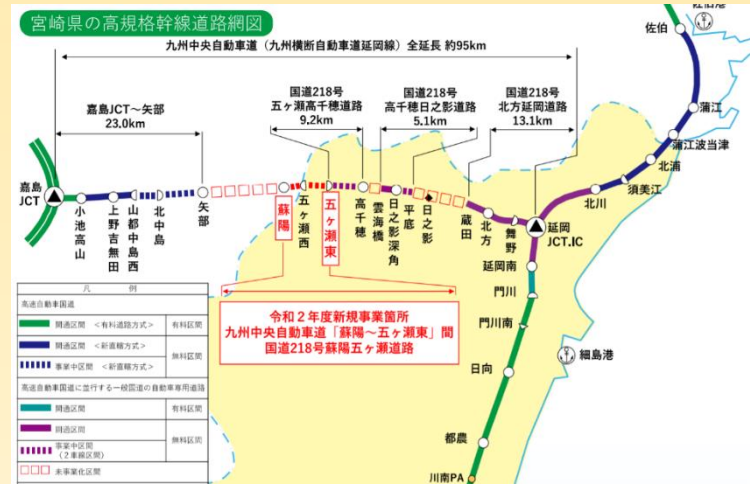 宮崎県の高規格幹線道路網図
九州中央自動車道（九州横断自動車道延岡線）全延長 約95km
嘉島JCT～矢部
23.0km
国道218号
五ヶ瀬高千穂道路
9.2km
国道218号
高千穂日之影道路
5.1km
国道218号
北方延岡道路
13.1km
佐伯
蒲江
蒲江波当津
北浦
須美江
北川
嘉島
JCT
小池高山
上野吉無田
山都中島西
北中島
矢部
蘇陽
五ヶ瀬西
五ヶ瀬東
高千穂
雲海橋
日之影深角
平底
日之影
蔵田
北方
舞野
延岡
JCT.IC
延岡南
門川
門川南
日向
都農
川南PA
細島港
令和２年度新規事業箇所
九州中央自動車道「蘇陽～五ヶ瀬東」間
国道218号蘇陽五ヶ瀬道路
凡 例
高速自動車国道
開通区間 ＜有料道路方式＞ 有料区間
開通区間 ＜新直轄方式＞ 無料区間
事業中区間 ＜新直轄方式＞
高速自動車国道に並行する一般国道の自動車専用道路
開通区間 有料区間
開通区間 無料区間
事業中区間
（２車線区間）
未事業化区間